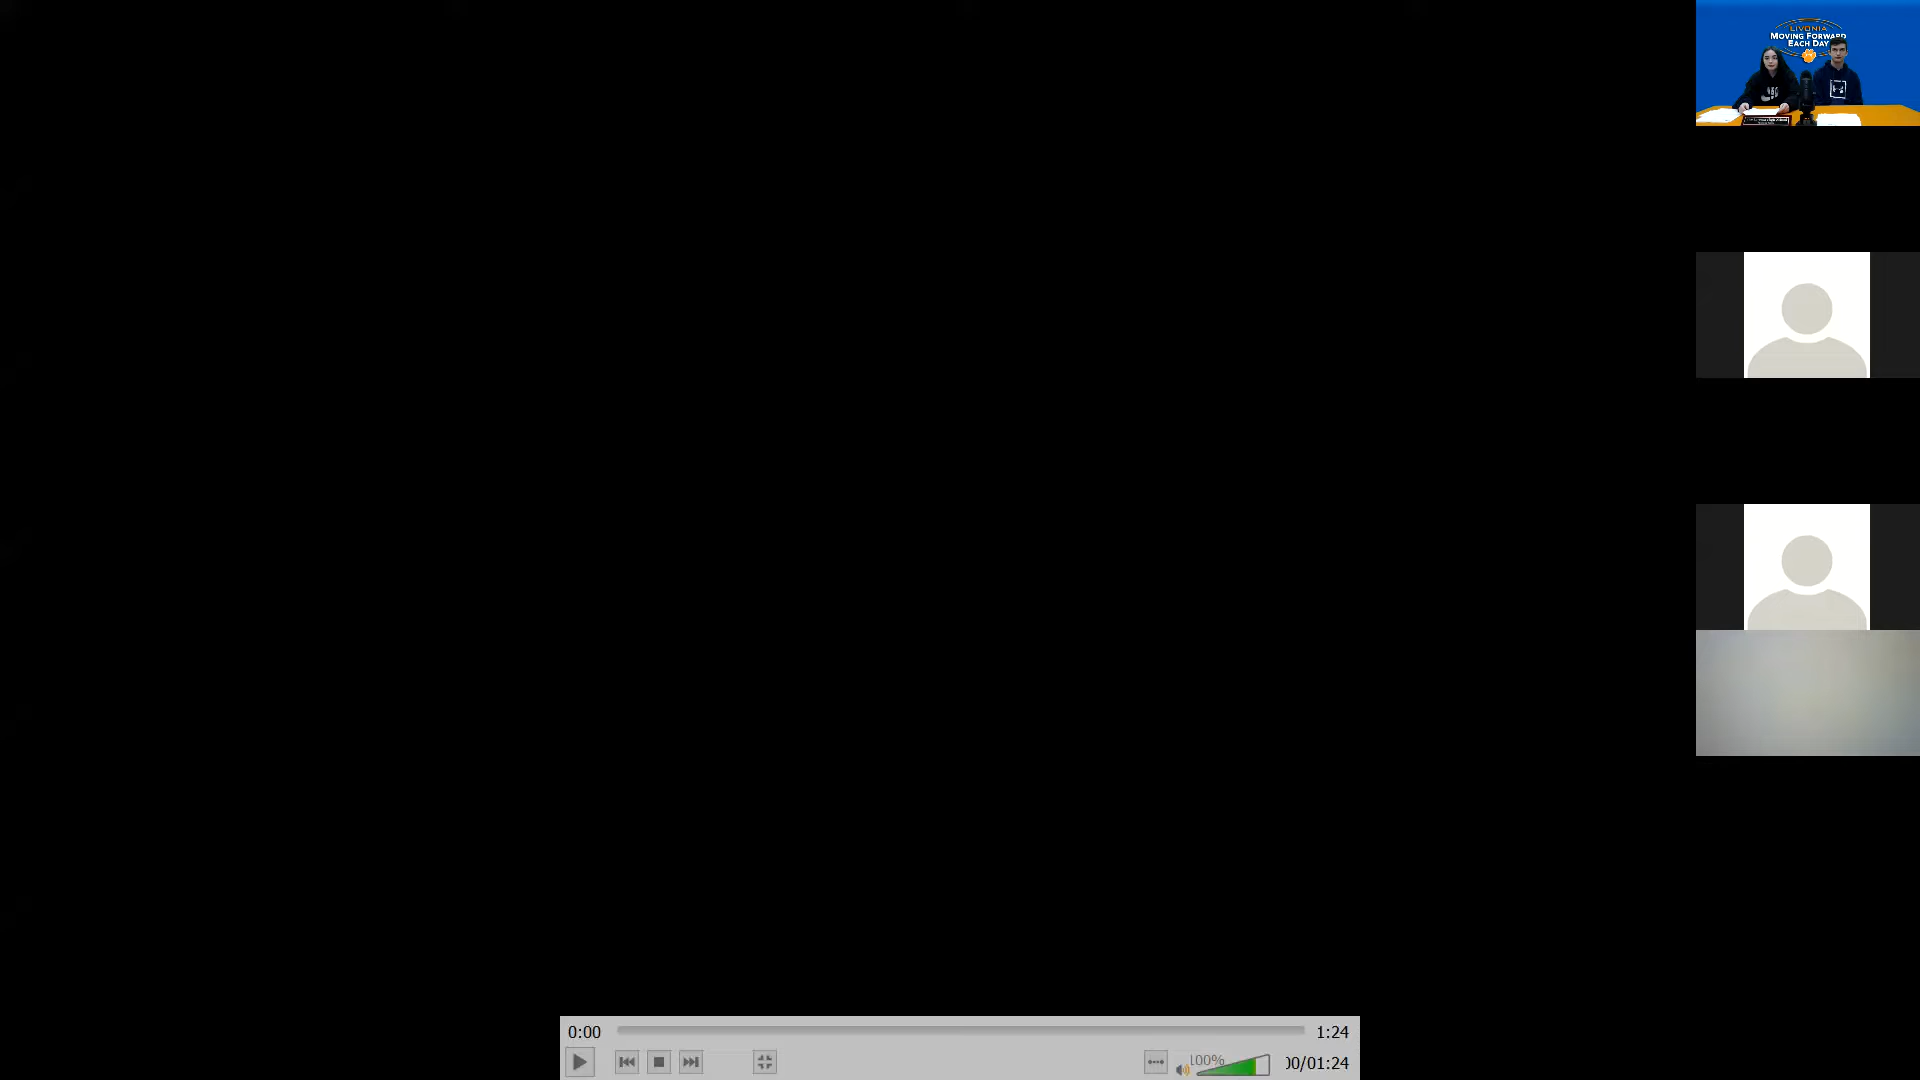 LIVONIA
MOVING FORWARD
EACH DAY
0:00
1:24
100%
00/01:24